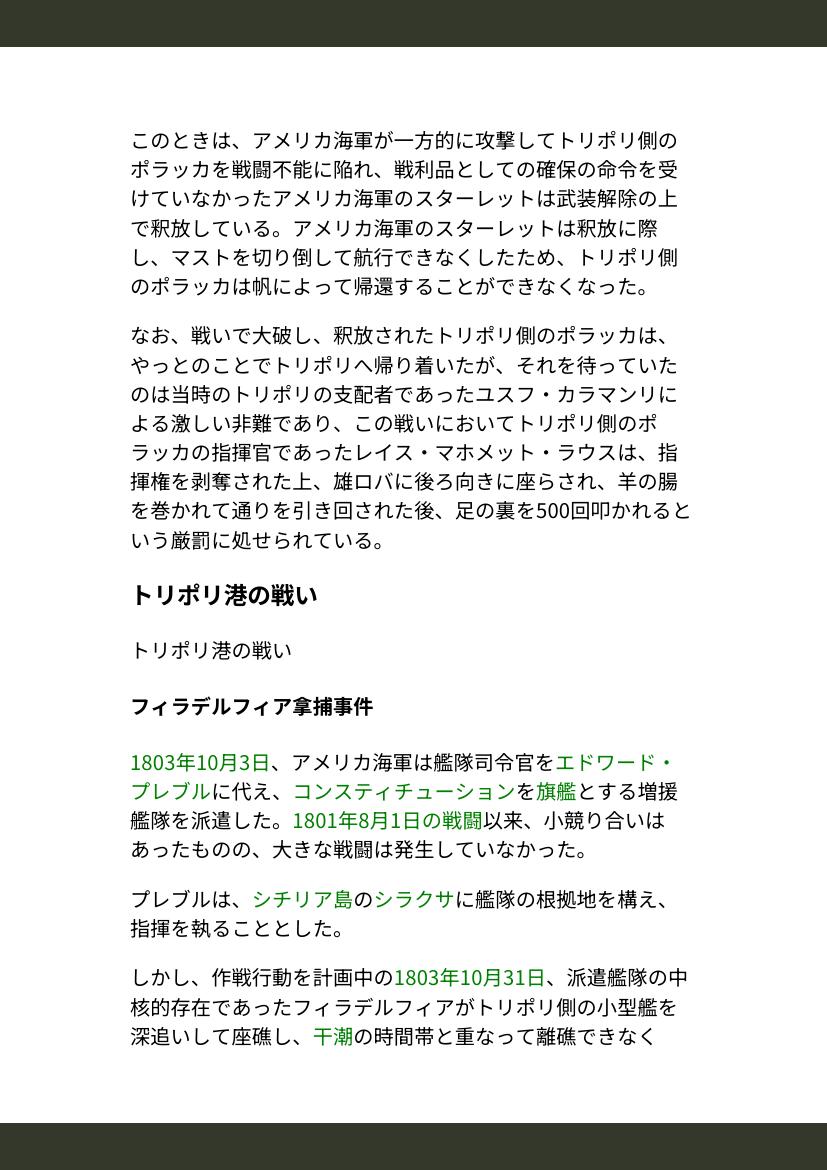 このときは、アメリカ海軍が一方的に攻撃してトリポリ側の
ポラッカを戦闘不能に陥れ、戦利品としての確保の命令を受
けていなかったアメリカ海軍のスターレットは武装解除の上
で釈放している。アメリカ海軍のスターレットは釈放に際
し、マストを切り倒して航行できなくしたため、トリポリ側
のポラッカは帆によって帰還することができなくなった。
なお、戦いで大破し、釈放されたトリポリ側のポラッカは、
やっとのことでトリポリへ帰り着いたが、それを待っていた
のは当時のトリポリの支配者であったユスフ・カラマンリに
よる激しい非難であり、この戦いにおいてトリポリ側のポ
ラッカの指揮官であったレイス・マホメット・ラウスは、指
揮権を剥奪された上、雄ロバに後ろ向きに座らされ、羊の腸
を巻かれて通りを引き回された後、足の裏を500回叩かれると
いう厳罰に処せられている。
トリポリ港の戦い
トリポリ港の戦い
フィラデルフィア拿捕事件
1803年10月3日、アメリカ海軍は艦隊司令官をエドワード・
プレブルに代え、コンスティチューションを旗艦とする増援
艦隊を派遣した。1801年8月1日の戦闘以来、小競り合いは
あったものの、大きな戦闘は発生していなかった。
プレブルは、シチリア島のシラクサに艦隊の根拠地を構え、
指揮を執ることとした。
しかし、作戦行動を計画中の1803年10月31日、派遣艦隊の中
核的存在であったフィラデルフィアがトリポリ側の小型艦を
深追いして座礁し、干潮の時間帯と重なって離礁できなく